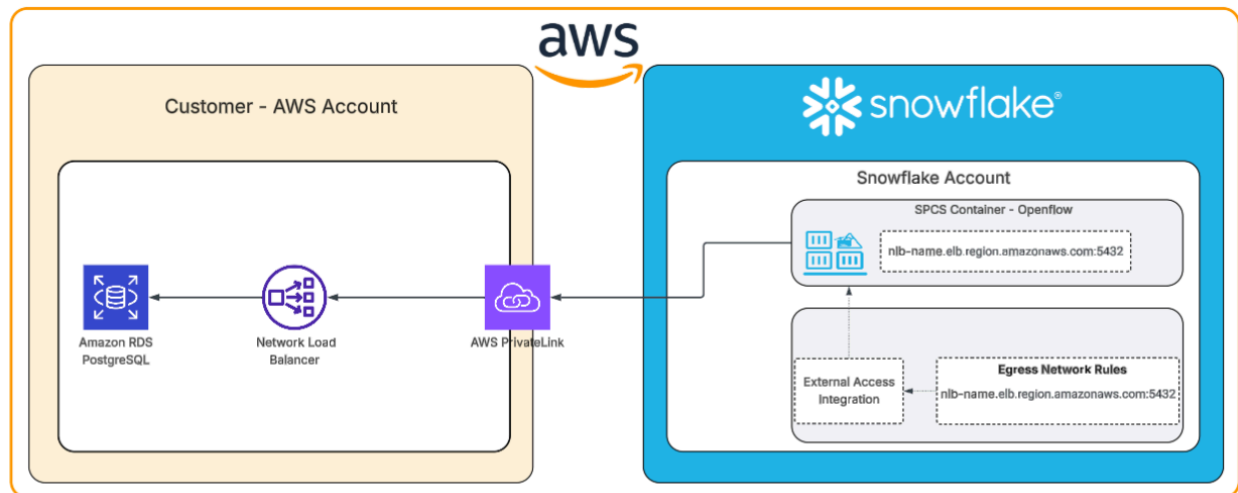 aws
Customer - AWS Account
snowflake®
Snowflake Account
SPCS Container - Openflow
nlb-name.elb.region.amazonaws.com:5432
Amazon RDS
PostgreSQL
Network Load
Balancer
AWS PrivateLink
External Access
Integration
Egress Network Rules
nlb-name.elb.region.amazonaws.com:5432